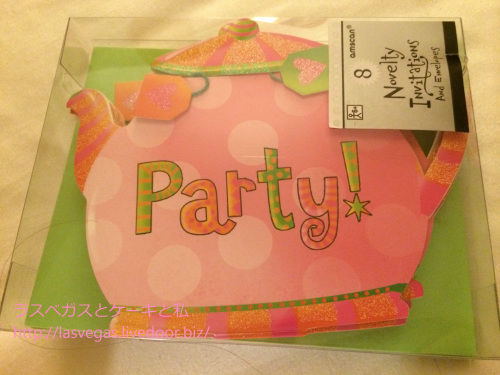 amscan®
8
Novelty
Invitations
And Envelopes
Party!
ラスベガスとケーキと私
http://lasvegas.livedoor.biz/